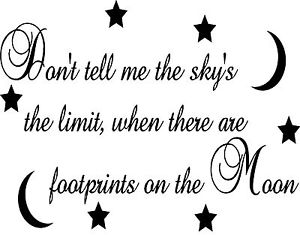 Don't tell me the sky's
the limit, when there are
footprints on the Moon